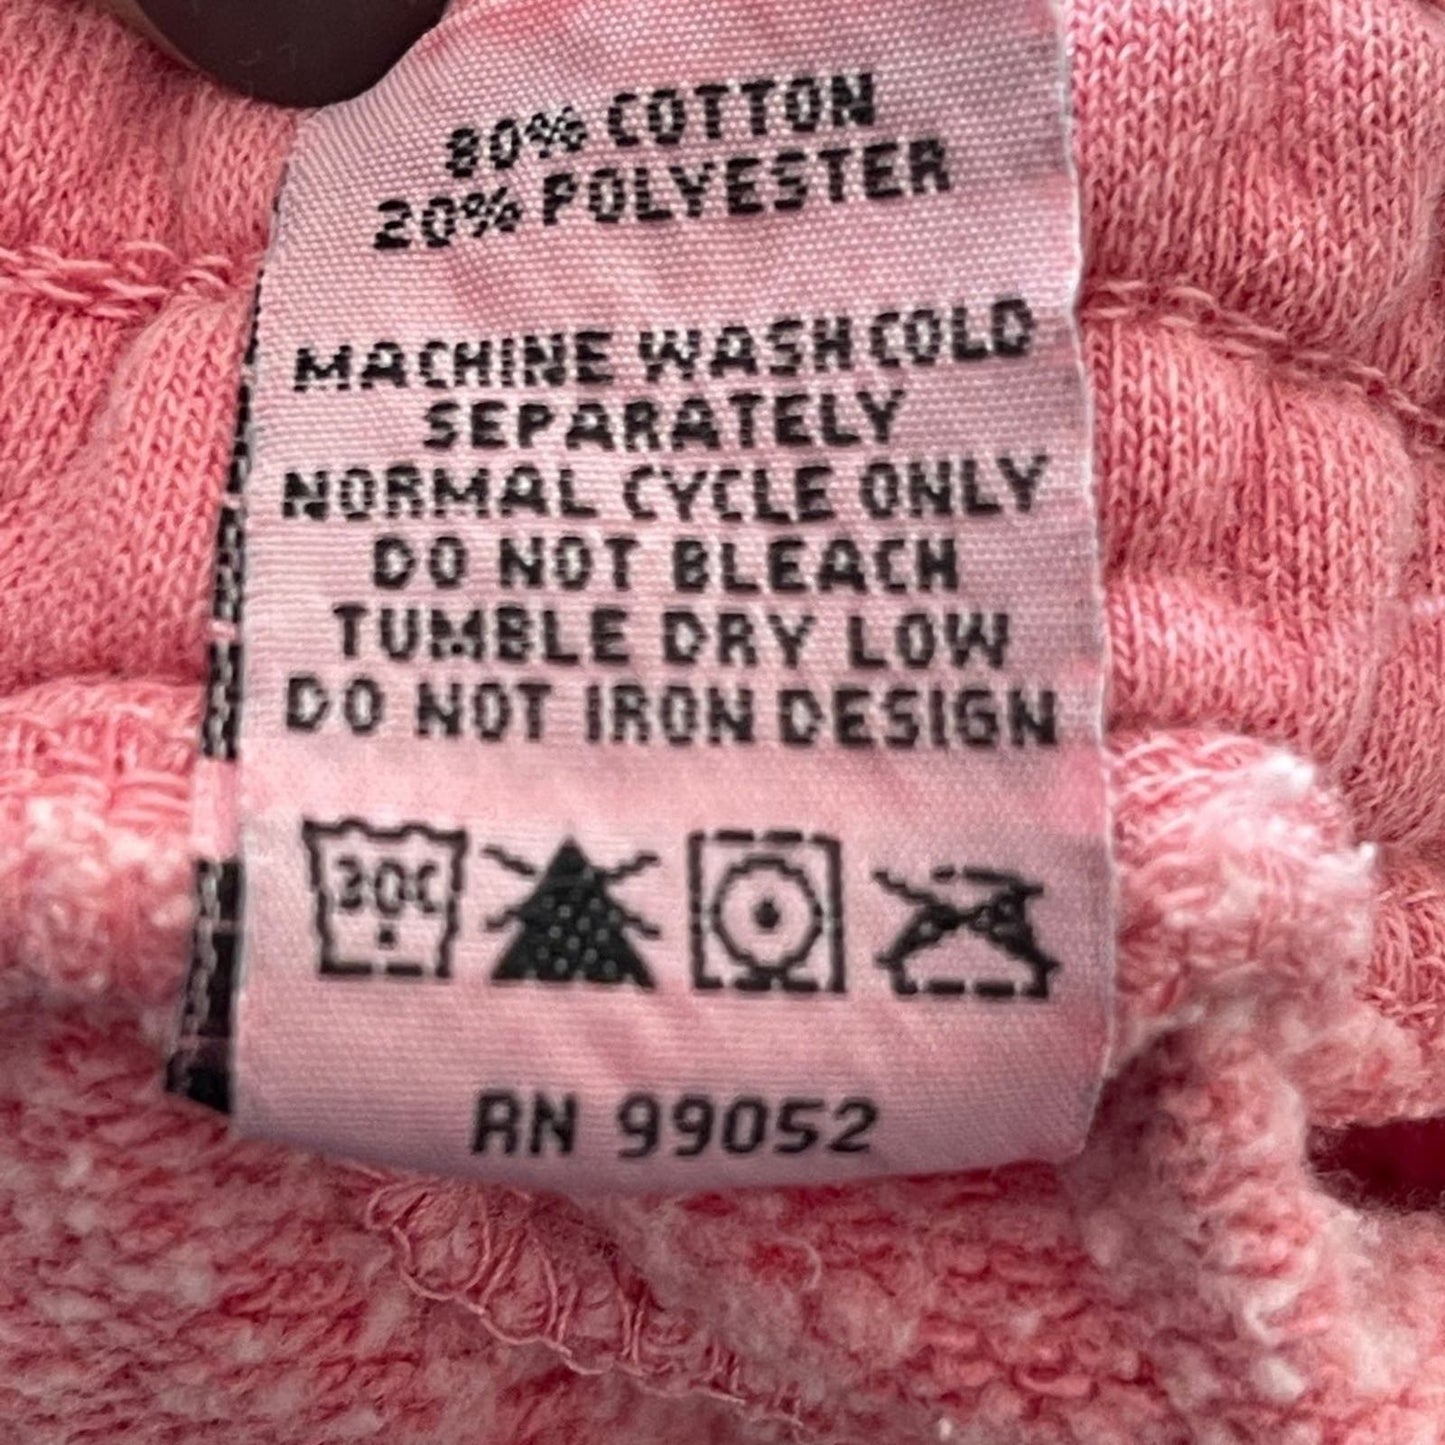 80% COTTON
20% POLYESTER
MACHINE WASH COLD
SEPARATELY
NORMAL CYCLE ONLY
DO NOT BLEACH
TUMBLE DRY LOW
DO NOT IRON DESIGN
30C
RN 99052